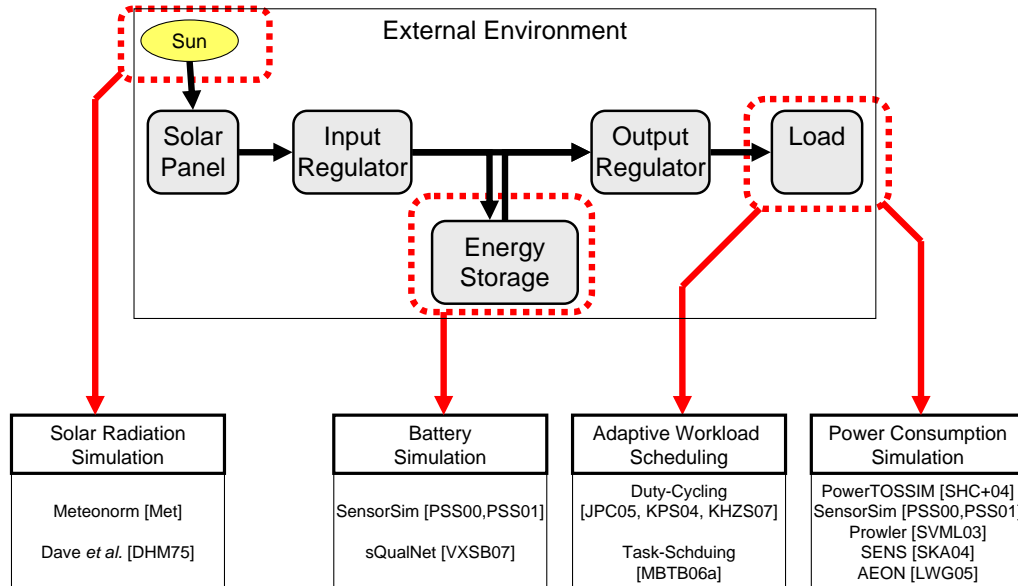 External Environment
Sun
Solar
Panel
Input
Regulator
Output
Regulator
Load
Energy
Storage
Solar Radiation
Simulation
Meteonorm [Met]
Dave et al. [DHM75]
Battery
Simulation
SensorSim [PSS00,PSS01]
sQualNet [VXSB07]
Adaptive Workload
Scheduling
Duty-Cycling
[JPC05, KPS04, KHZS07]
Task-Schduing
[MBTB06a]
Power Consumption
Simulation
PowerTOSSIM [SHC+04]
SensorSim [PSS00,PSS01]
Prowler [SVML03]
SENS [SKA04]
AEON [LWG05]